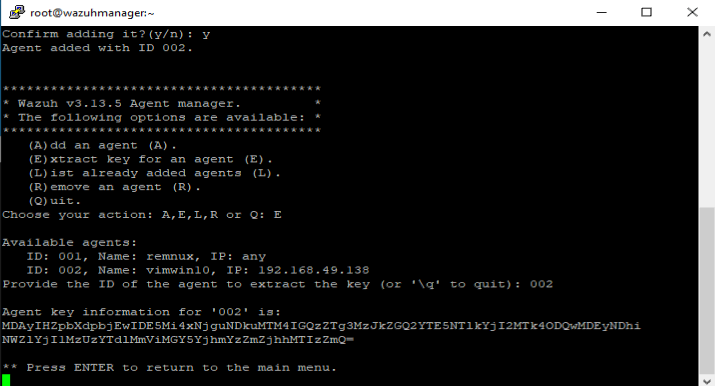 root@wazuhmanager:~
Confirm adding it?(y/n): y
Agent added with ID 002.
****************************************
* Wazuh v3.13.5 Agent manager.         *
* The following options are available: *
****************************************
   (A)dd an agent (A).
   (E)xtract key for an agent (E).
   (L)ist already added agents (L).
   (R)emove an agent (R).
   (Q)uit.
Choose your action: A,E,L,R or Q: E
Available agents:
   ID: 001, Name: remnux, IP: any
   ID: 002, Name: vimwin10, IP: 192.168.49.138
Provide the ID of the agent to extract the key (or '\q' to quit): 002
Agent key information for '002' is:
MDAyIHZpbXdpbjEwIDE5Mi4xNjguNDkuMTM4IGQzZTg3MzJkZGQ2YTE5NTlkYjI2MTk4ODQwMDEyNDhi
NWZlYjIlMzUzYTdlMmViMGY5YjhmYzZmZjhhMTIzZmQ=
** Press ENTER to return to the main menu.